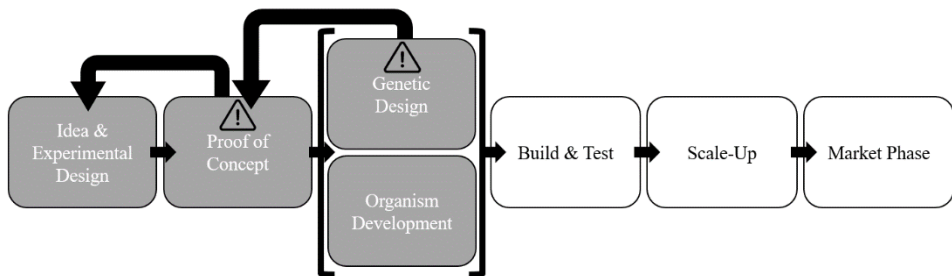 Idea &
Experimental
Design
Proof of
Concept
Genetic
Design
Organism
Development
Build & Test
Scale-Up
Market Phase